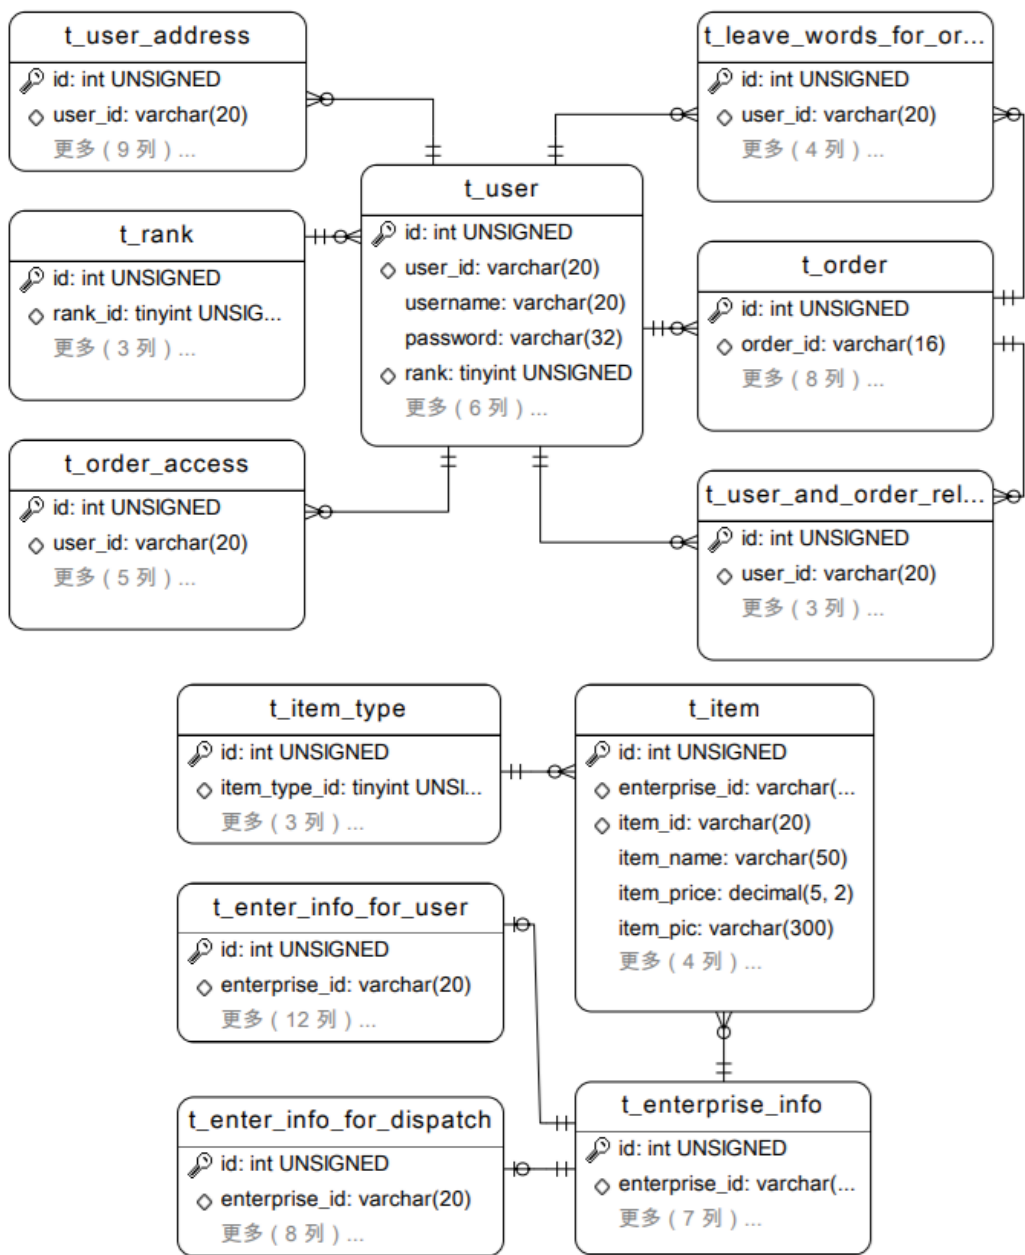 t_user_address
id: int UNSIGNED
user_id: varchar(20)
更多 ( 9 列 ) ...
t_leave_words_for_or...
id: int UNSIGNED
user_id: varchar(20)
更多 ( 4 列 ) ...
t_user
id: int UNSIGNED
user_id: varchar(20)
username: varchar(20)
password: varchar(32)
rank: tinyint UNSIGNED
更多 ( 6 列 ) ...
t_rank
id: int UNSIGNED
rank_id: tinyint UNSIG...
更多 ( 3 列 ) ...
t_order
id: int UNSIGNED
order_id: varchar(16)
更多 ( 8 列 ) ...
t_order_access
id: int UNSIGNED
user_id: varchar(20)
更多 ( 5 列 ) ...
t_user_and_order_rel...
id: int UNSIGNED
user_id: varchar(20)
更多 ( 3 列 ) ...
t_item_type
id: int UNSIGNED
item_type_id: tinyint UNSI...
更多 ( 3 列 ) ...
t_item
id: int UNSIGNED
enterprise_id: varchar(...
item_id: varchar(20)
item_name: varchar(50)
item_price: decimal(5, 2)
item_pic: varchar(300)
更多 ( 4 列 ) ...
t_enter_info_for_user
id: int UNSIGNED
enterprise_id: varchar(20)
更多 ( 12 列 ) ...
t_enter_info_for_dispatch
id: int UNSIGNED
enterprise_id: varchar(20)
更多 ( 8 列 ) ...
t_enterprise_info
id: int UNSIGNED
enterprise_id: varchar(...
更多 ( 7 列 ) ...